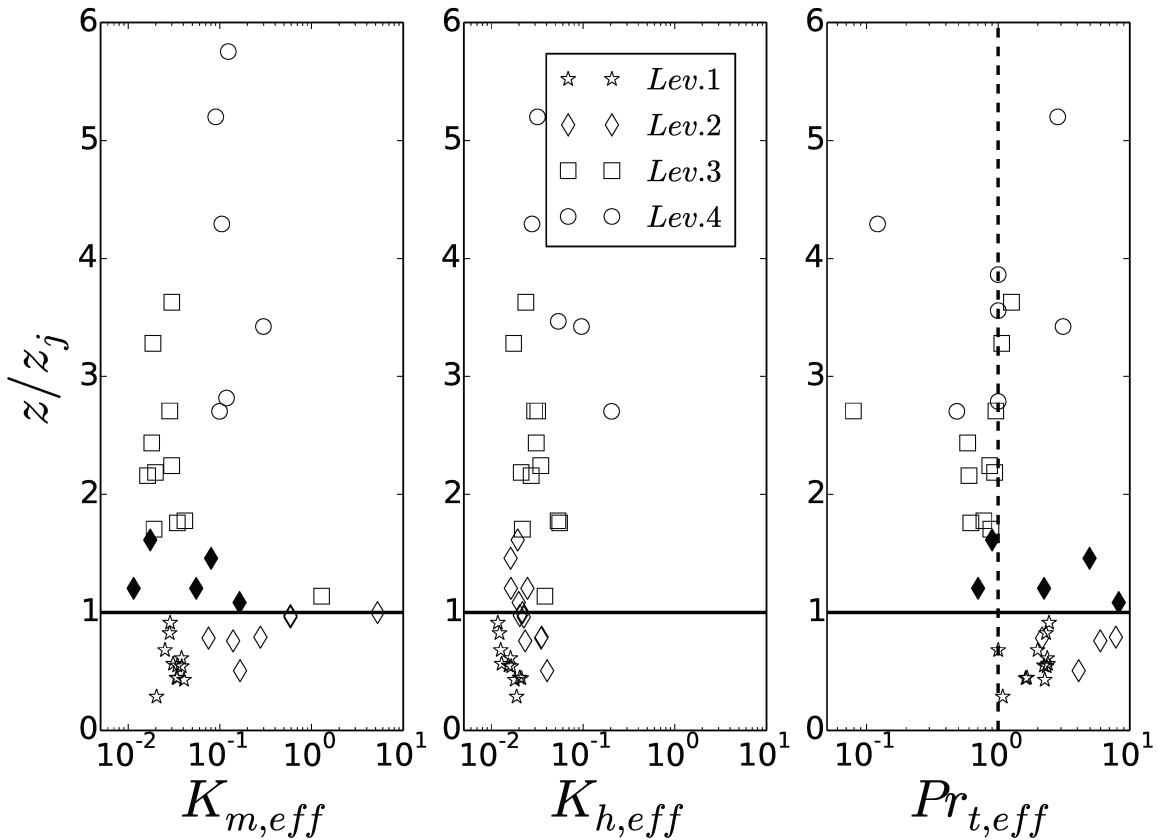 6 6 6
5 5 5
4 4 4
3 3 3
2 2 2
1 1 1
0 0 0
z/z_j
Lev.1
Lev.2
Lev.3
Lev.4
10^-2 10^-1 10^0 10^1
10^-2 10^-1 10^0 10^1
10^-1 10^0 10^1
K_m,eff
K_h,eff
Pr_t,eff